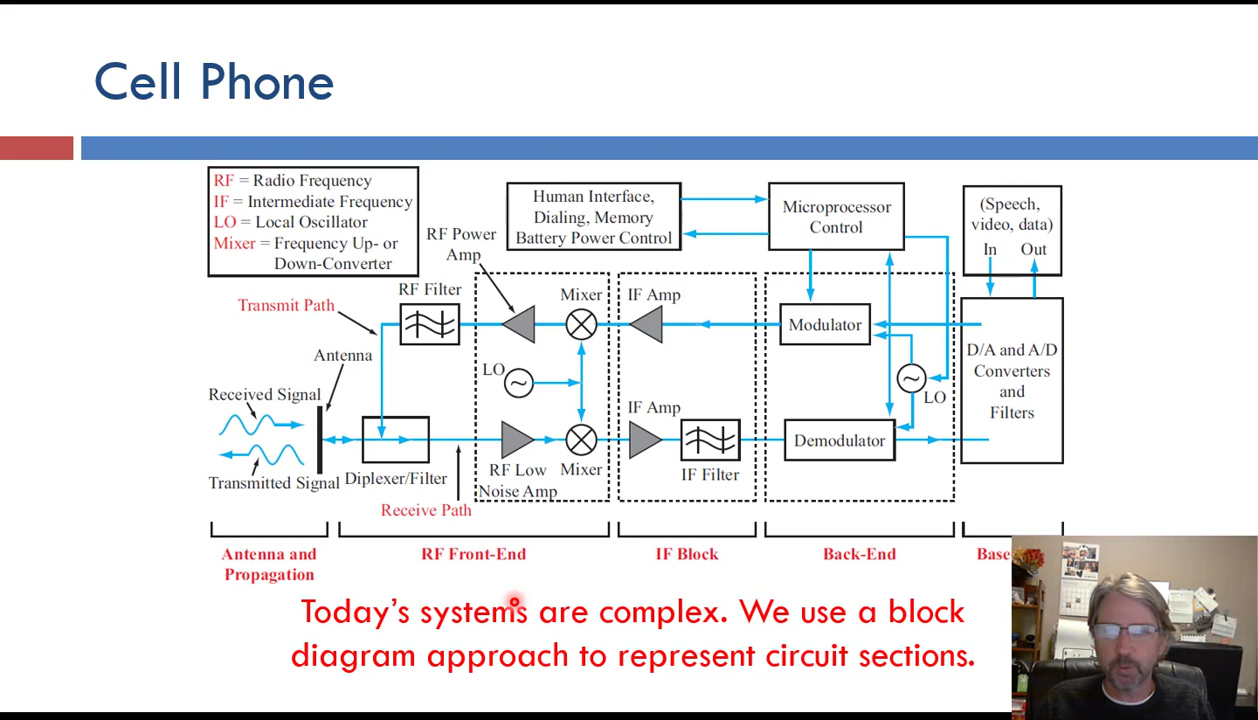 Cell Phone
RF = Radio Frequency
IF = Intermediate Frequency
LO = Local Oscillator
Mixer = Frequency Up- or
Down-Converter
Human Interface,
Dialing, Memory
Battery Power Control
Microprocessor
Control
(Speech,
video, data)
In Out
RF Power
Amp
RF Filter
Mixer
IF Amp
Transmit Path
Modulator
D/A and A/D
Converters
and
Filters
Antenna
LO
LO
Received Signal
IF Amp
Demodulator
Transmitted Signal
Diplexer/Filter
RF Low
Noise Amp
Mixer
IF Filter
Receive Path
Antenna and
Propagation
RF Front-End
IF Block
Back-End
Today's systems are complex. We use a block
diagram approach to represent circuit sections.